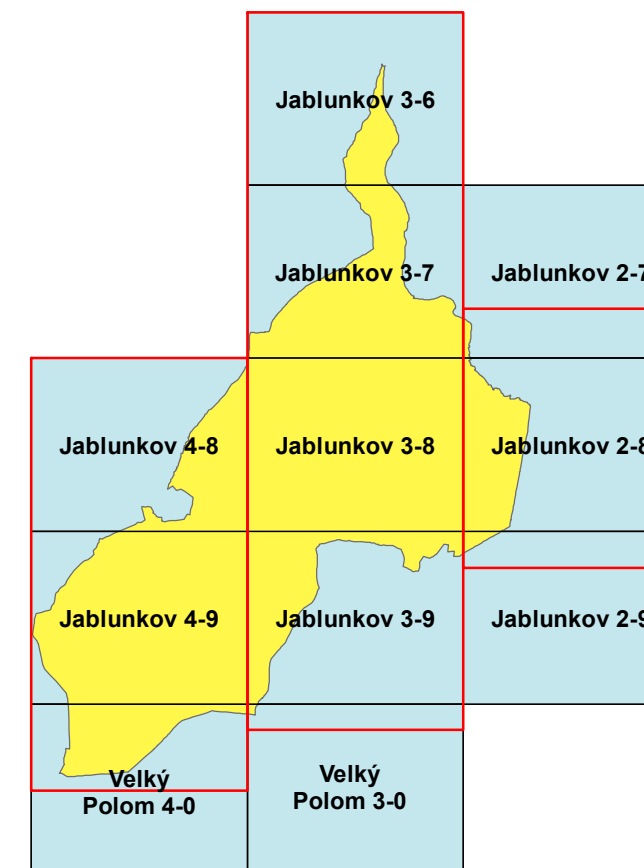 Jablunkov 3-6
Jablunkov 3-7
Jablunkov 2-7
Jablunkov 4-8
Jablunkov 3-8
Jablunkov 2-8
Jablunkov 4-9
Jablunkov 3-9
Jablunkov 2-9
Velký
Polom 4-0
Velký
Polom 3-0